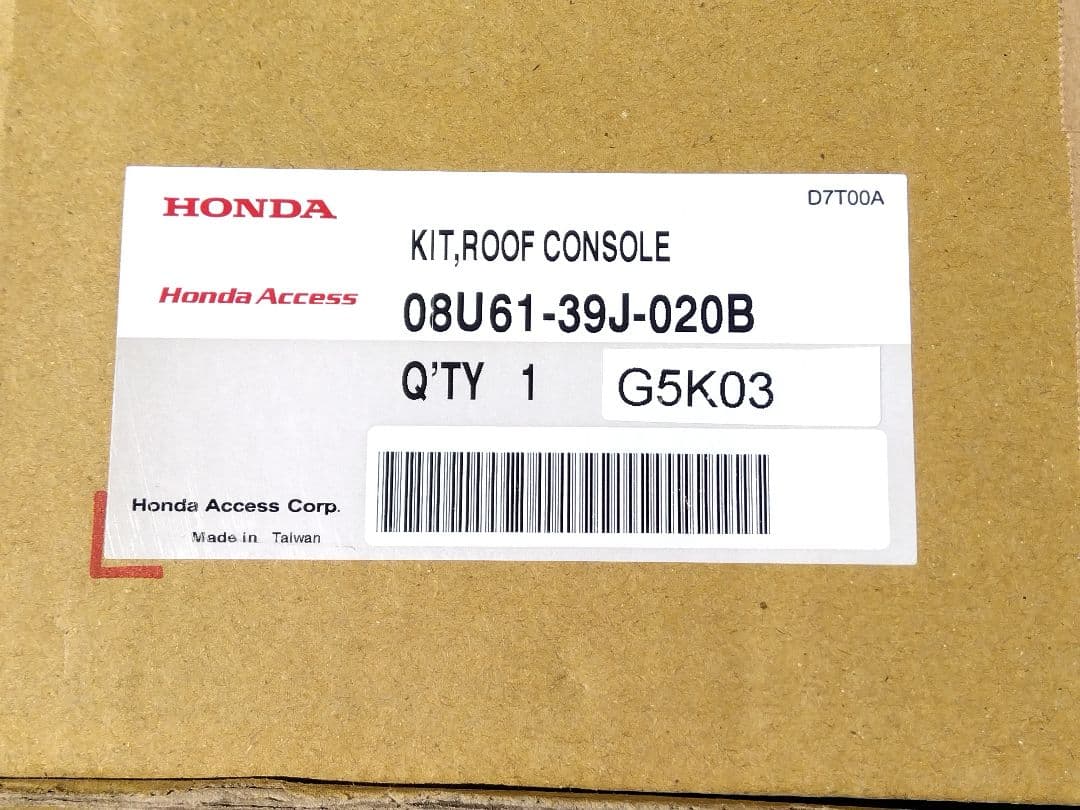 HONDA
D7T00A
KIT,ROOF CONSOLE
Honda Access
08U61-39J-020B
Q'TY 1
G5K03
Honda Access Corp.
Made in Taiwan